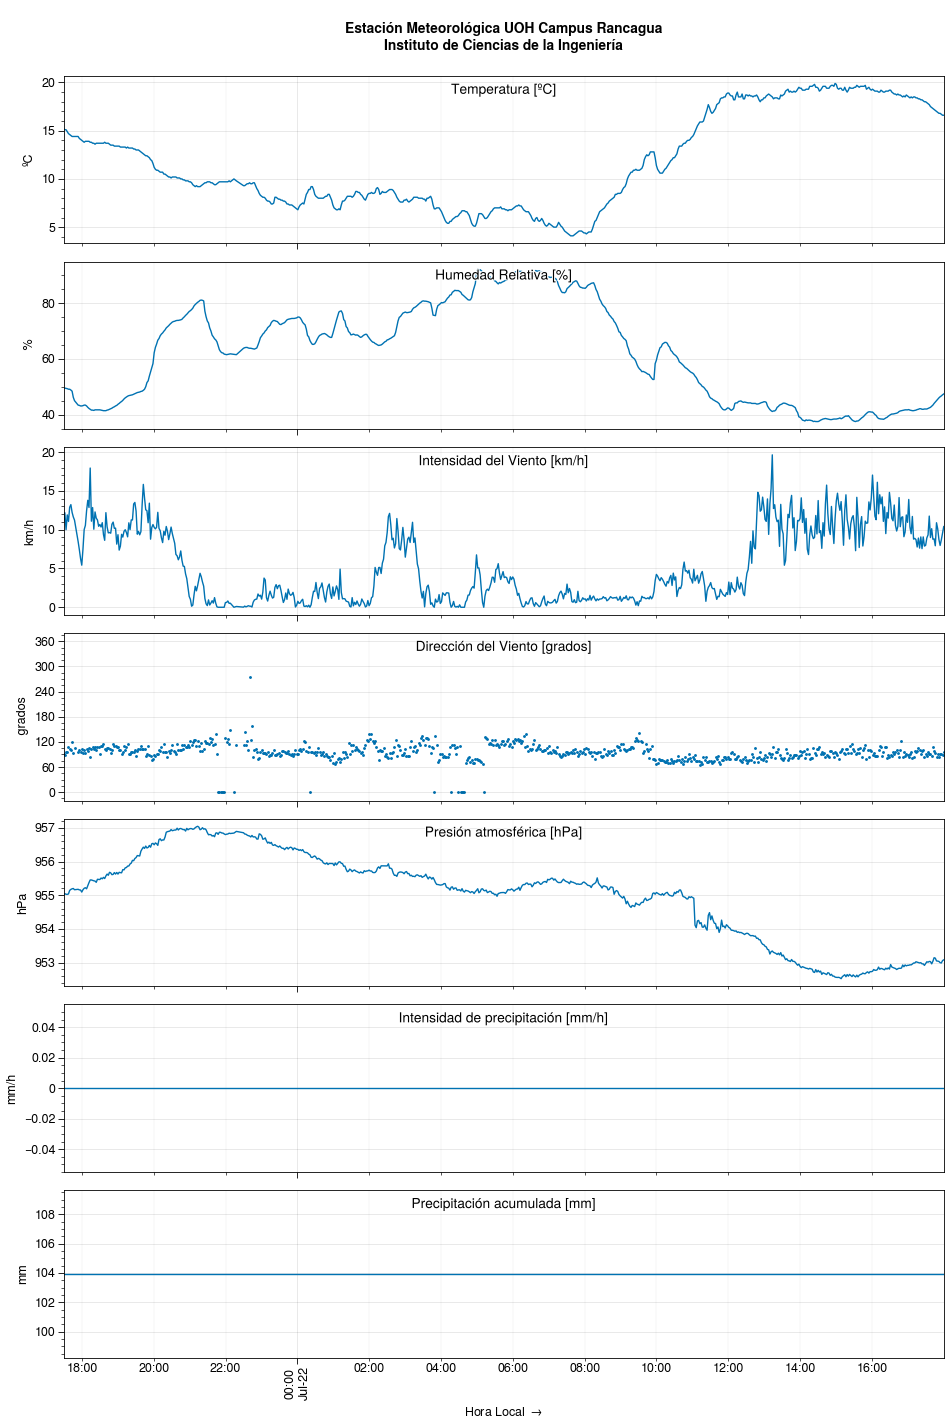 Estación Meteorológica UOH Campus Rancagua
Instituto de Ciencias de la Ingeniería
Temperatura [ºC]
20
15
10
5
ºC
Humedad Relativa [%]
80
60
40
%
Intensidad del Viento [km/h]
20
15
10
5
0
km/h
Dirección del Viento [grados]
360
300
240
180
120
60
0
grados
Presión atmosférica [hPa]
957
956
955
954
953
hPa
Intensidad de precipitación [mm/h]
0.04
0.02
0
−0.02
−0.04
mm/h
Precipitación acumulada [mm]
108
106
104
102
100
mm
18:00 20:00 22:00 00:00 02:00 04:00 06:00 08:00 10:00 12:00 14:00 16:00
Jul-22
Hora Local →